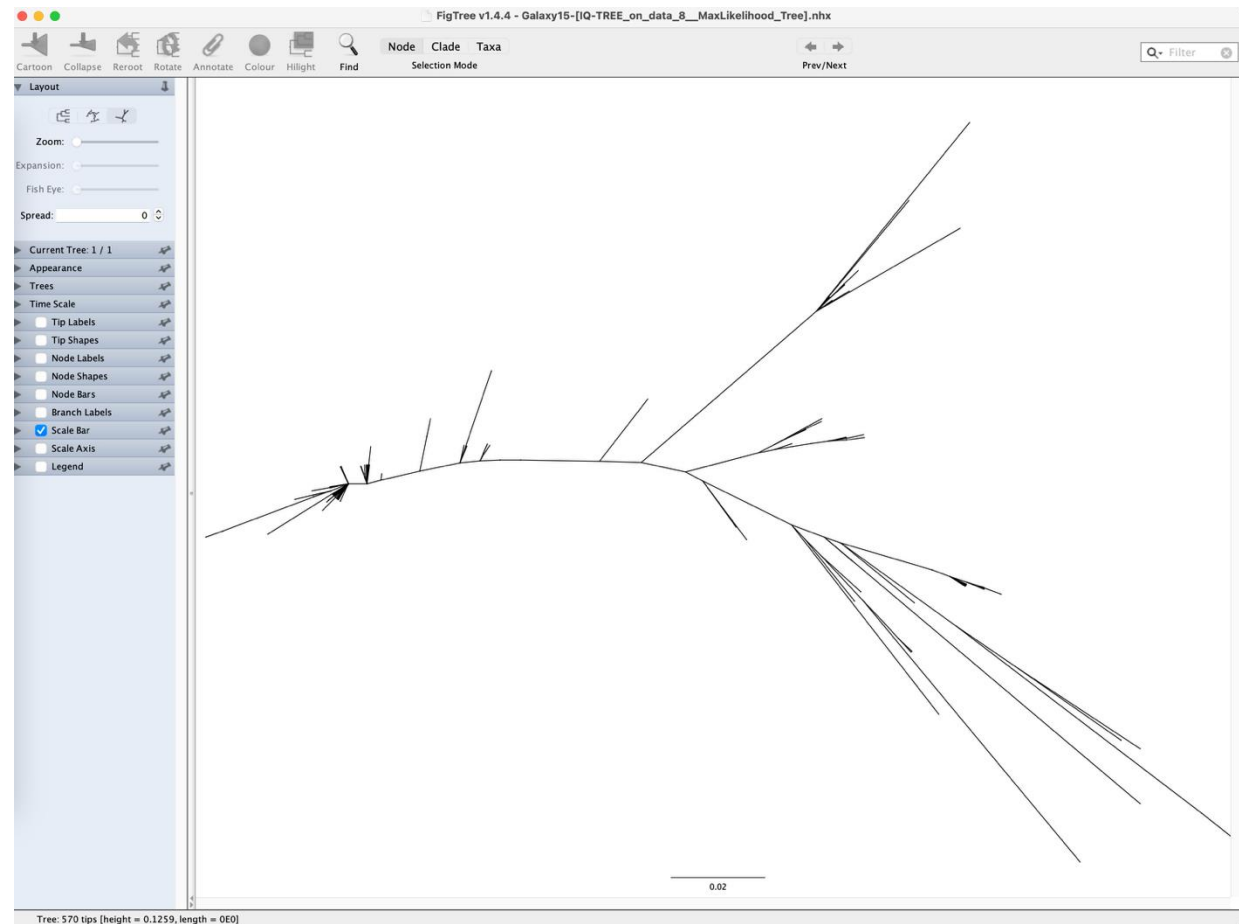 FigTree v1.4.4 - Galaxy15-[IQ-TREE_on_data_8__MaxLikelihood_Tree].nhx
Cartoon Collapse Reroot Rotate Annotate Colour Hilight Find
Node Clade Taxa
Selection Mode
Prev/Next
Filter
Layout
Zoom:
Expansion:
Fish Eye:
Spread: 0
Current Tree: 1 / 1
Appearance
Trees
Time Scale
Tip Labels
Tip Shapes
Node Labels
Node Shapes
Node Bars
Branch Labels
Scale Bar
Scale Axis
Legend
0.02
Tree: 570 tips [height = 0.1259, length = 0E0]